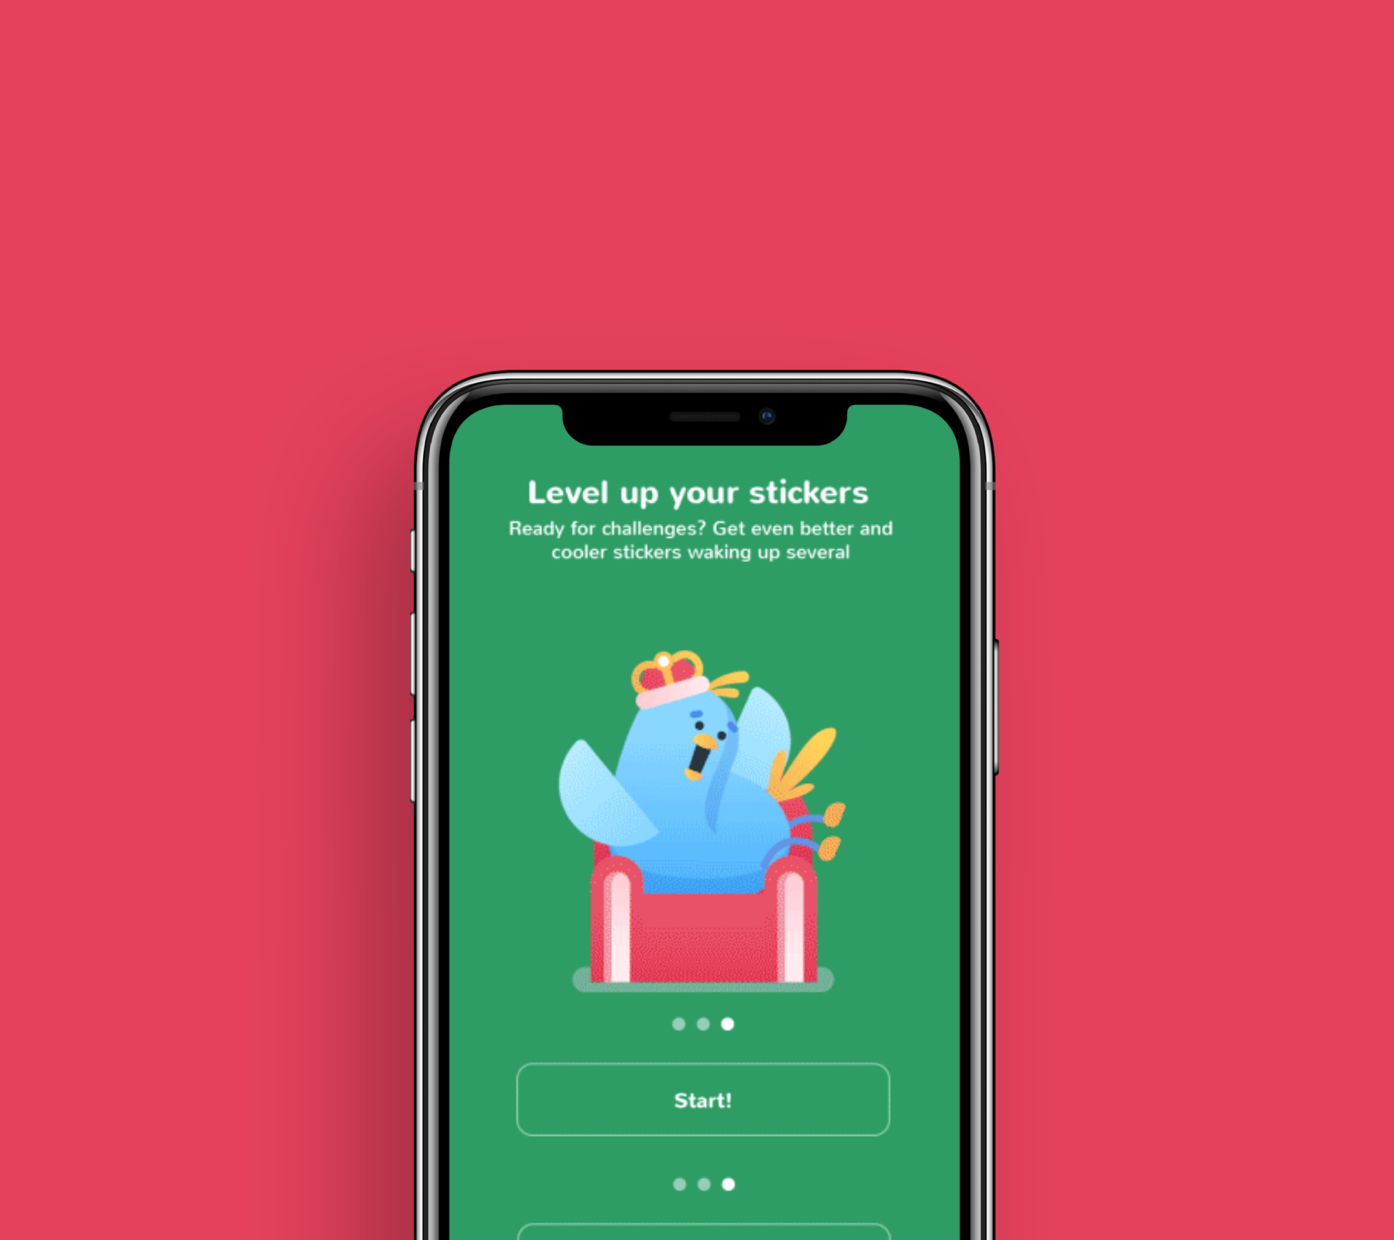 Level up your stickers
Ready for challenges? Get even better and
cooler stickers waking up several
Start!